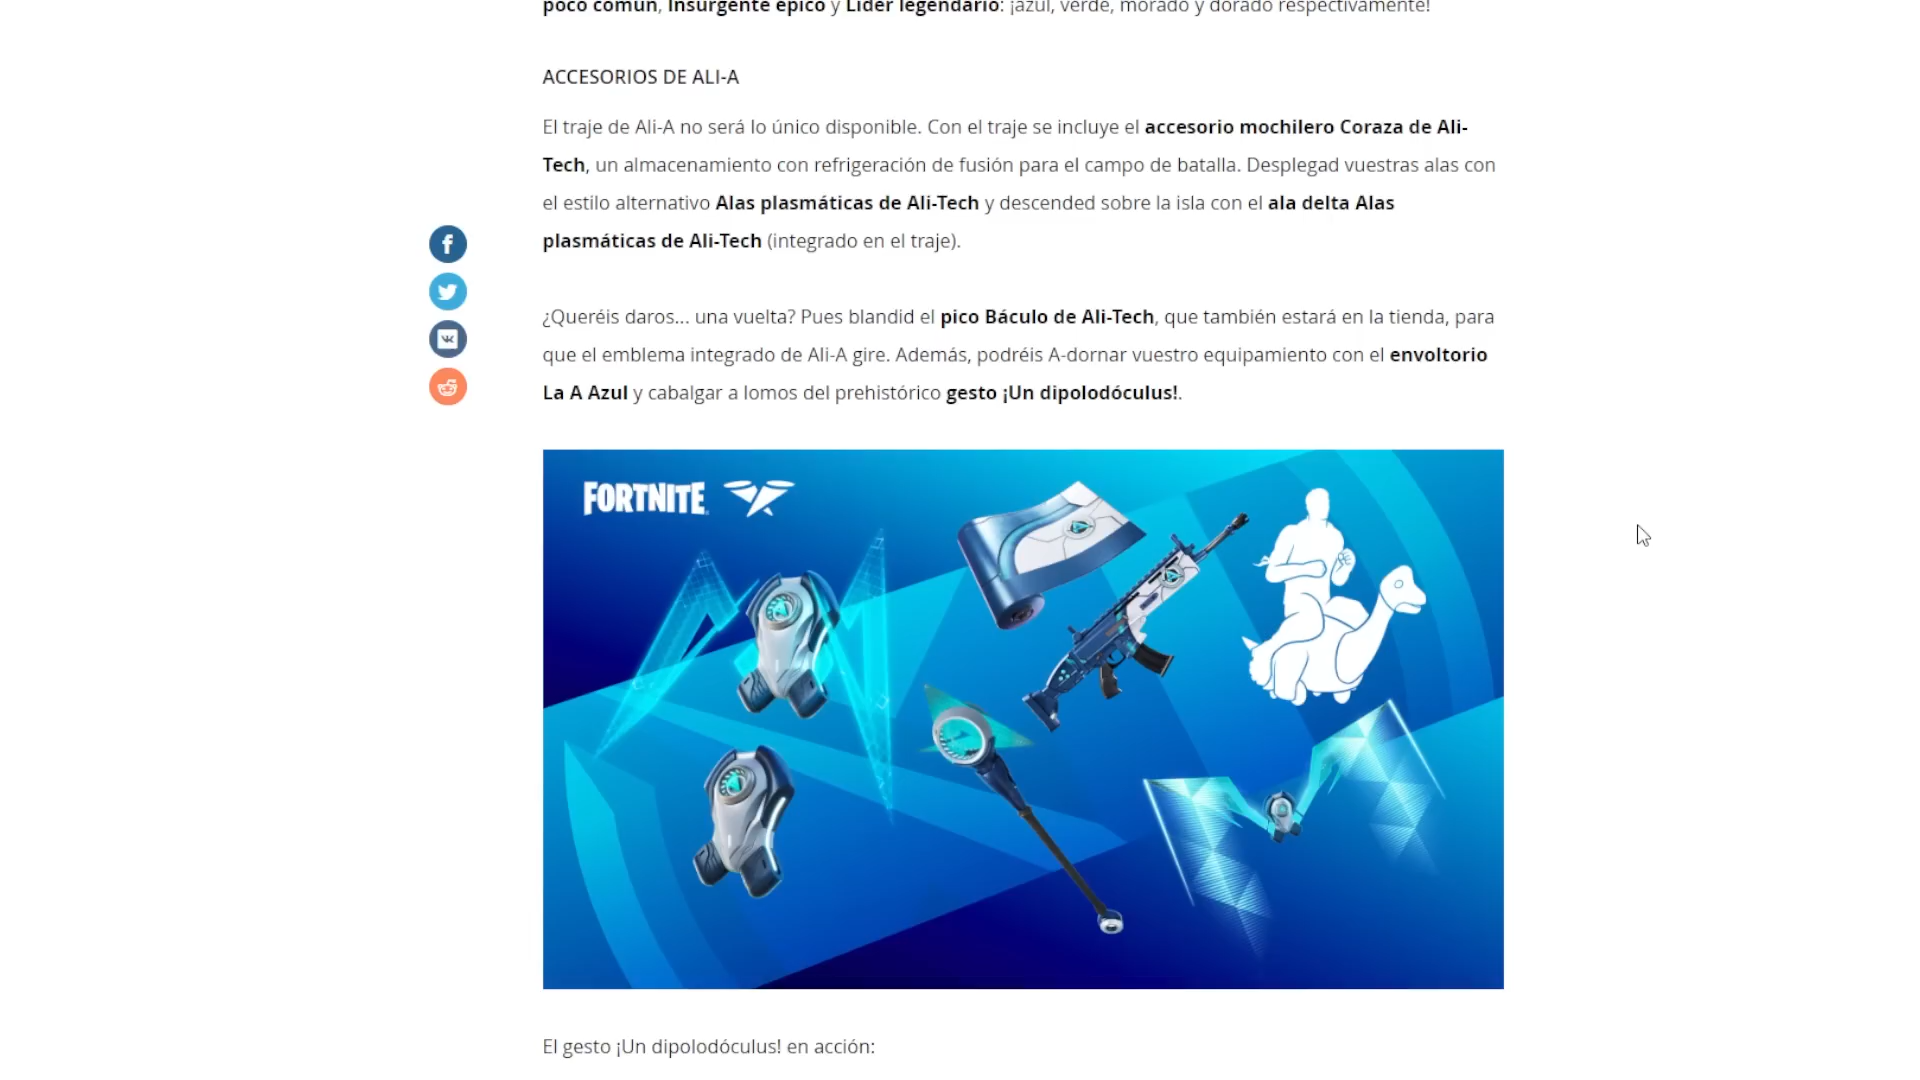 poco común, Insurgente épico y Líder legendario: ¡azul, verde, morado y dorado respectivamente!
ACCESORIOS DE ALI-A
El traje de Ali-A no será lo único disponible. Con el traje se incluye el accesorio mochilero Coraza de Ali-
Tech, un almacenamiento con refrigeración de fusión para el campo de batalla. Desplegad vuestras alas con
el estilo alternativo Alas plasmáticas de Ali-Tech y descended sobre la isla con el ala delta Alas
plasmáticas de Ali-Tech (integrado en el traje).
¿Queréis daros... una vuelta? Pues blandid el pico Báculo de Ali-Tech, que también estará en la tienda, para
que el emblema integrado de Ali-A gire. Además, podréis A-dornar vuestro equipamiento con el envoltorio
La A Azul y cabalgar a lomos del prehistórico gesto ¡Un dipolodóculus!.
FORTNITE
El gesto ¡Un dipolodóculus! en acción: